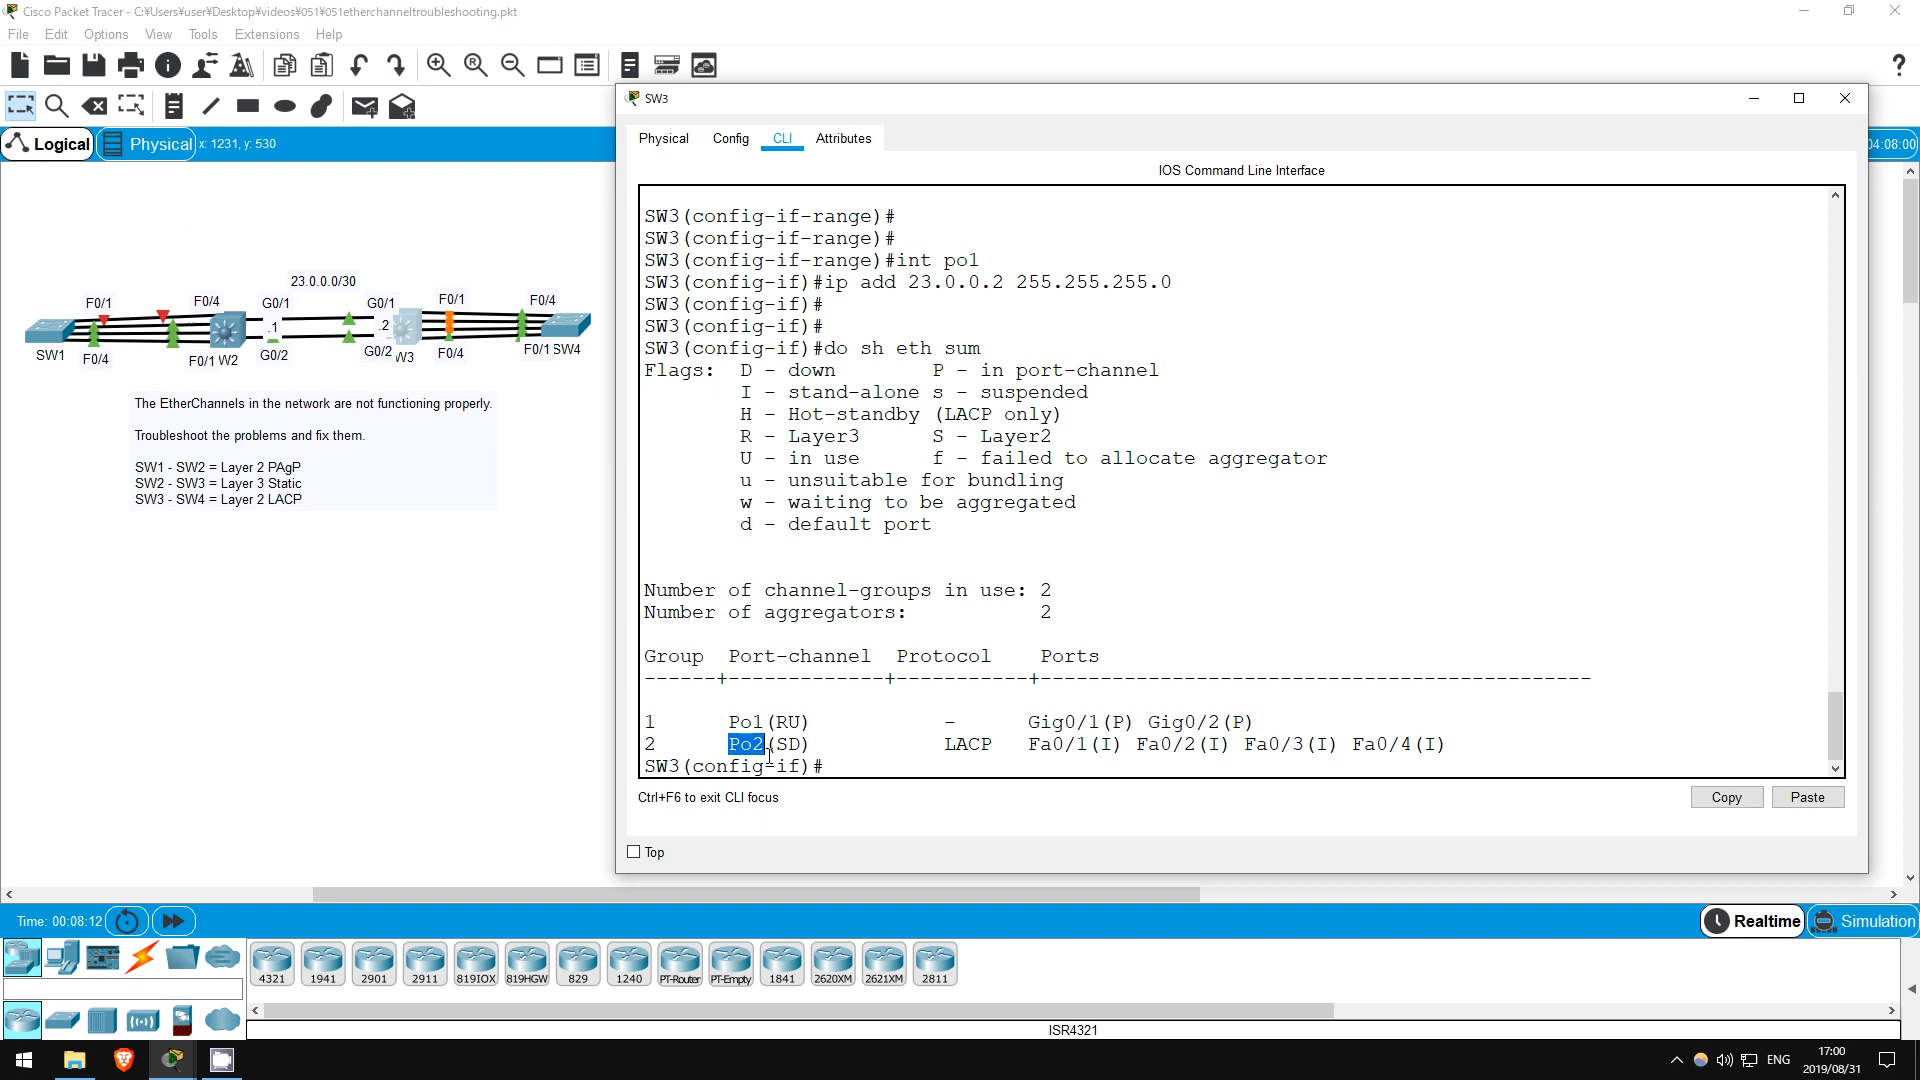 Cisco Packet Tracer - C:¥Users¥user¥Desktop¥videos¥051¥051etherchanneltroubleshooting.pkt
File Edit Options View Tools Extensions Help
Logical Physical x: 1231, y: 530
04:08:00
23.0.0.0/30
F0/1 F0/4 G0/1 G0/1 F0/1 F0/4
.1 .2
SW1 F0/4 F0/1 W2 G0/2 G0/2 W3 F0/4 F0/1 SW4
The EtherChannels in the network are not functioning properly.
Troubleshoot the problems and fix them.
SW1 - SW2 = Layer 2 PAgP
SW2 - SW3 = Layer 3 Static
SW3 - SW4 = Layer 2 LACP
SW3
Physical Config CLI Attributes
IOS Command Line Interface
SW3(config-if-range)#
SW3(config-if-range)#
SW3(config-if-range)#int po1
SW3(config-if)#ip add 23.0.0.2 255.255.255.0
SW3(config-if)#
SW3(config-if)#
SW3(config-if)#do sh eth sum
Flags: D - down P - in port-channel
I - stand-alone s - suspended
H - Hot-standby (LACP only)
R - Layer3 S - Layer2
U - in use f - failed to allocate aggregator
u - unsuitable for bundling
w - waiting to be aggregated
d - default port
Number of channel-groups in use: 2
Number of aggregators: 2
Group Port-channel Protocol Ports
------+-------------+-----------+----------------------------------------------
1 Po1(RU) - Gig0/1(P) Gig0/2(P)
2 Po2(SD) LACP Fa0/1(I) Fa0/2(I) Fa0/3(I) Fa0/4(I)
SW3(config-if)#
Ctrl+F6 to exit CLI focus
Copy Paste
Top
Time: 00:08:12
Realtime Simulation
4321 1941 2901 2911 819IOX 819HGW 829 1240 PT-Router PT-Empty 1841 2620XM 2621XM 2811
ISR4321
ENG
17:00
2019/08/31